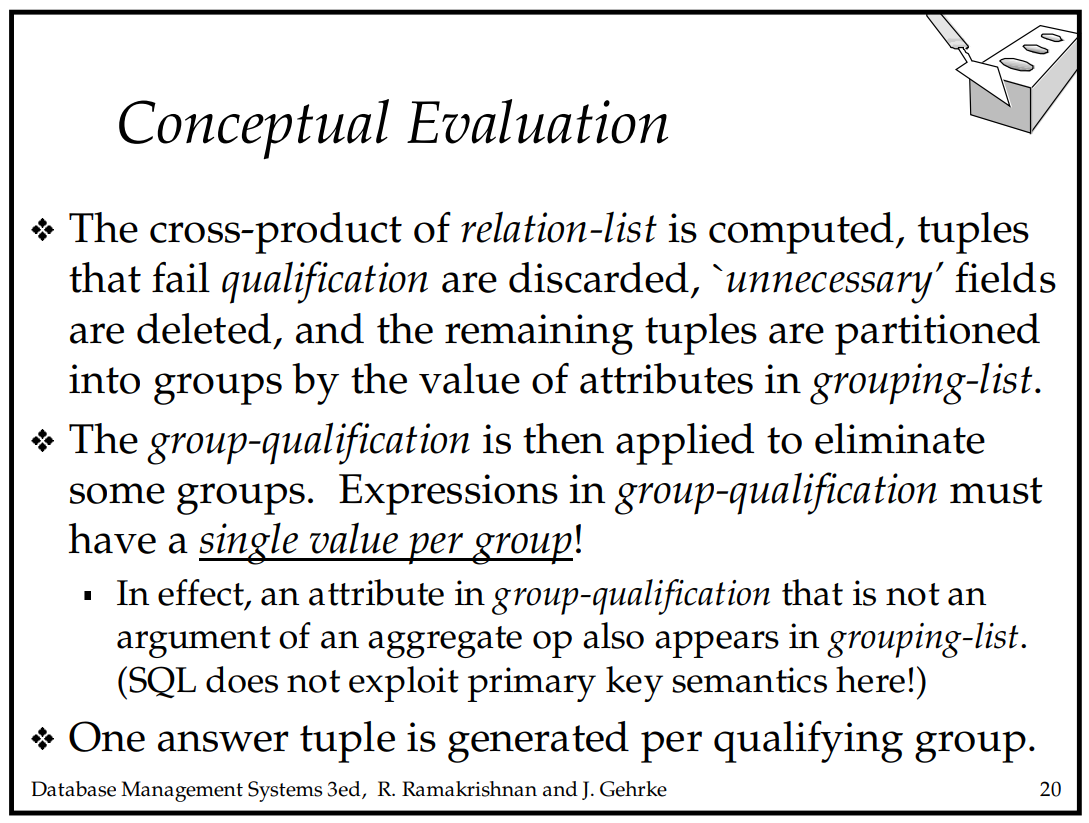 Conceptual Evaluation
❖ The cross-product of relation-list is computed, tuples
that fail qualification are discarded, `unnecessary' fields
are deleted, and the remaining tuples are partitioned
into groups by the value of attributes in grouping-list.
❖ The group-qualification is then applied to eliminate
some groups.  Expressions in group-qualification must
have a single value per group!
▪ In effect, an attribute in group-qualification that is not an
argument of an aggregate op also appears in grouping-list.
(SQL does not exploit primary key semantics here!)
❖ One answer tuple is generated per qualifying group.
Database Management Systems 3ed,  R. Ramakrishnan and J. Gehrke 20